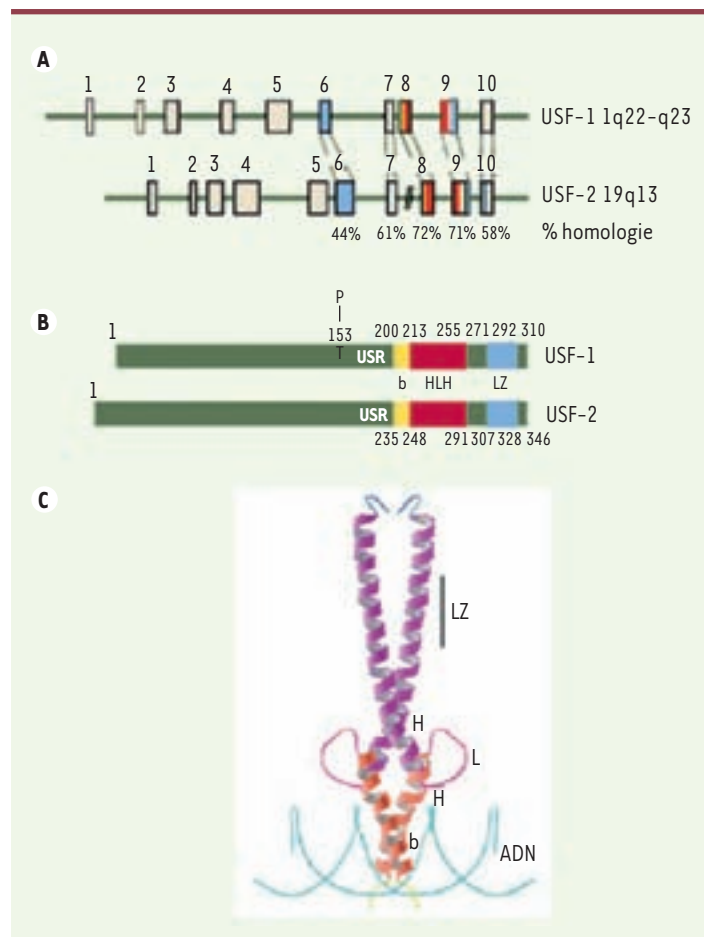 A
1 2 3 4 5 6 7 8 9 10
USF-1 1q22-q23
1 2 3 4 5 6 7 8 9 10
USF-2 19q13
44% 61% 72% 71% 58% % homologie
B
P
1 153 200 213 255 271 292 310
T USR USF-1
b HLH LZ
1
USR USF-2
235 248 291 307 328 346
C
LZ
H
L
H
b
ADN